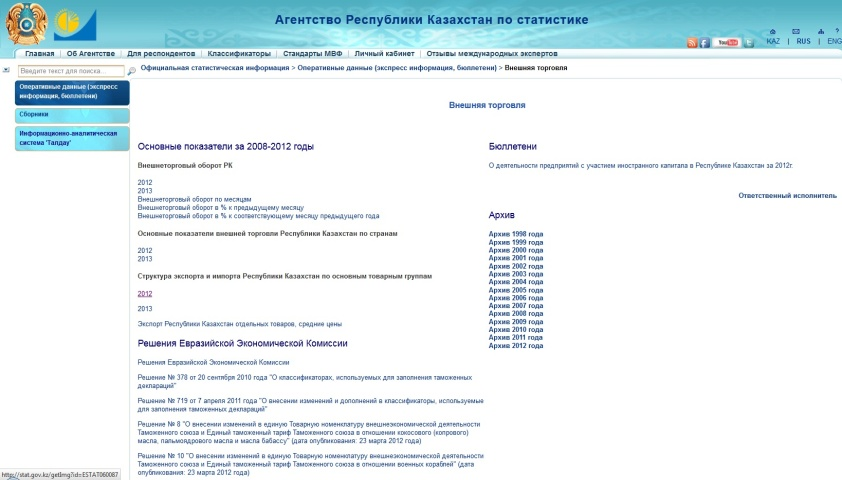 Агентство Республики Казахстан по статистике
KAZ | RUS | ENG
Главная | Об Агентстве | Для респондентов | Классификаторы | Стандарты МВФ | Личный кабинет | Отзывы международных экспертов
Введите текст для поиска...
Официальная статистическая информация > Оперативные данные (экспресс информация, бюллетени) > Внешняя торговля
Оперативные данные (экспресс
информация, бюллетени)
Сборники
Информационно-аналитическая
система 'Талдау'
Внешняя торговля
Основные показатели за 2008-2012 годы
Внешнеторговый оборот РК
2012
2013
Внешнеторговый оборот по месяцам
Внешнеторговый оборот в % к предыдущему месяцу
Внешнеторговый оборот в % к соответствующему месяцу предыдущего года
Основные показатели внешней торговли Республики Казахстан по странам
2012
2013
Структура экспорта и импорта Республики Казахстан по основным товарным группам
2012
2013
Экспорт Республики Казахстан отдельных товаров, средние цены
Решения Евразийской Экономической Комиссии
Решения Евразийской Экономической Комиссии
Решение № 378 от 20 сентября 2010 года "О классификаторах, используемых для заполнения таможенных
деклараций"
Решение № 719 от 7 апреля 2011 года "О внесении изменений и дополнений в классификаторы, используемые
для заполнения таможенных деклараций"
Решение № 8 "О внесении изменений в единую Товарную номенклатуру внешнеэкономической деятельности
Таможенного союза и Единый таможенный тариф Таможенного союза в отношении кокосового (копрового)
масла, пальмоядрового масла и масла бабассу" (дата опубликования: 23 марта 2012 года)
Решение № 10 "О внесении изменений в единую Товарную номенклатуру внешнеэкономической деятельности
Таможенного союза и Единый таможенный тариф Таможенного союза в отношении военных кораблей" (дата
опубликования: 23 марта 2012 года)
Бюллетени
О деятельности предприятий с участием иностранного капитала в Республике Казахстан за 2012г.
Ответственный исполнитель
Архив
Архив 1998 года
Архив 1999 года
Архив 2000 года
Архив 2001 года
Архив 2002 года
Архив 2003 года
Архив 2004 года
Архив 2005 года
Архив 2006 года
Архив 2007 года
Архив 2008 года
Архив 2009 года
Архив 2010 года
Архив 2011 года
Архив 2012 года
http://stat.gov.kz/getImg?id=ESTAT060087